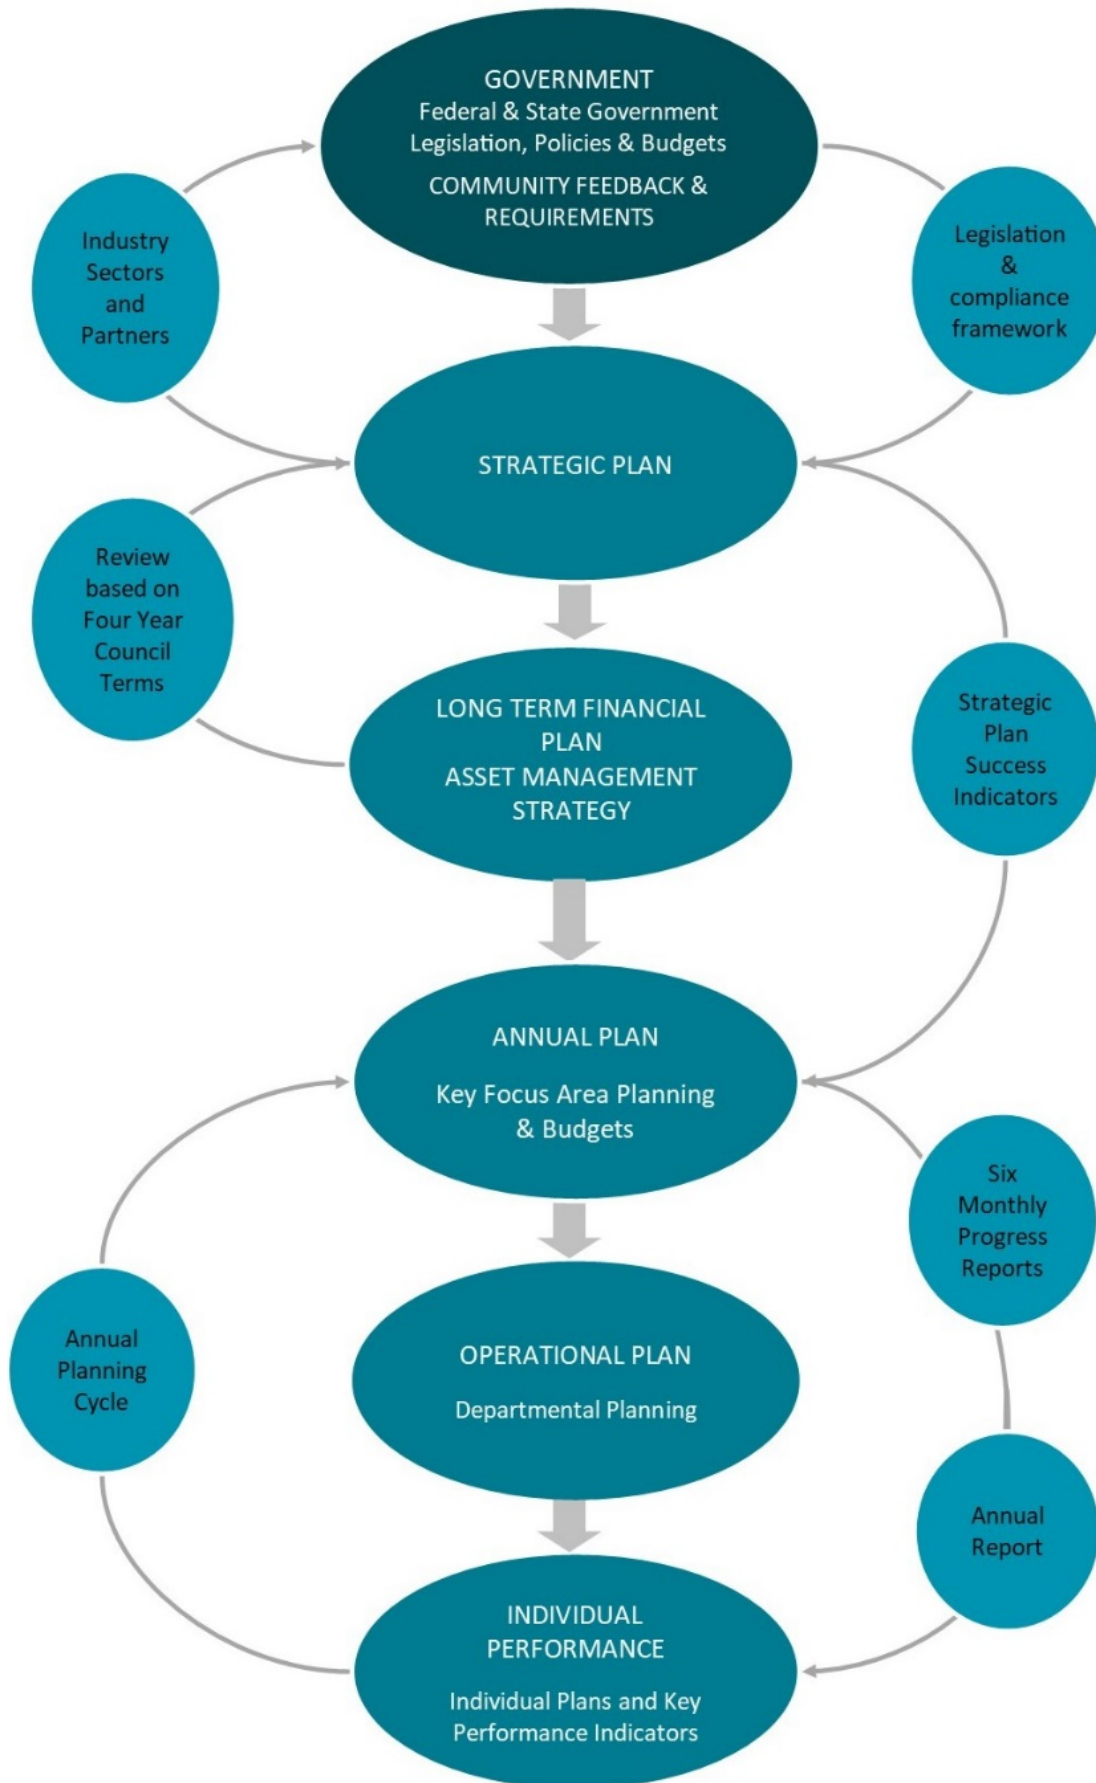 GOVERNMENT
Federal & State Government
Legislation, Policies & Budgets
COMMUNITY FEEDBACK &
REQUIREMENTS
Industry
Sectors
and
Partners
Legislation
&
compliance
framework
STRATEGIC PLAN
Review
based on
Four Year
Council
Terms
LONG TERM FINANCIAL
PLAN
ASSET MANAGEMENT
STRATEGY
Strategic
Plan
Success
Indicators
ANNUAL PLAN
Key Focus Area Planning
& Budgets
Six
Monthly
Progress
Reports
Annual
Planning
Cycle
OPERATIONAL PLAN
Departmental Planning
Annual
Report
INDIVIDUAL
PERFORMANCE
Individual Plans and Key
Performance Indicators